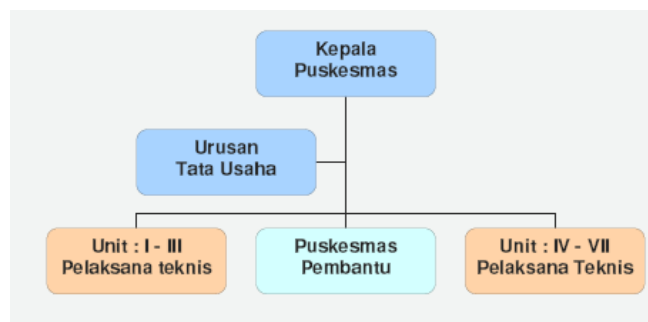 Kepala
Puskesmas
Urusan
Tata Usaha
Unit : I - III
Pelaksana teknis
Puskesmas
Pembantu
Unit : IV - VII
Pelaksana Teknis